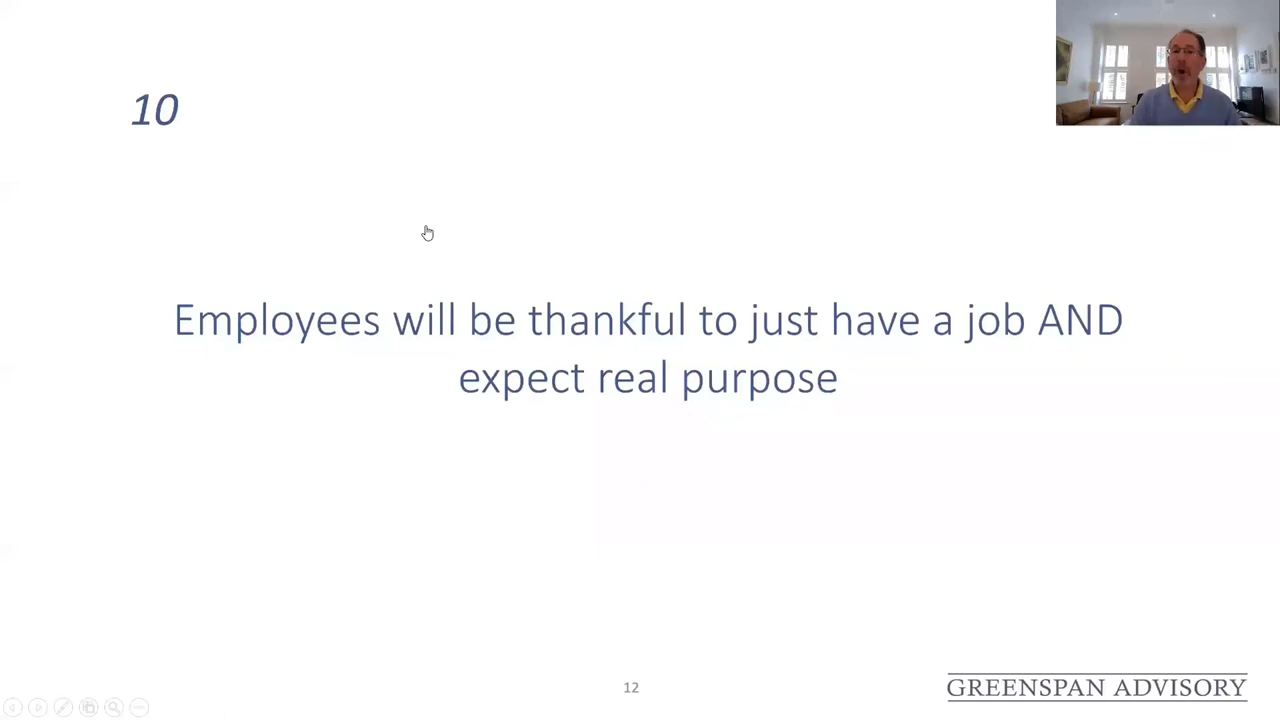 10
Employees will be thankful to just have a job AND
expect real purpose
12
GREENSPAN ADVISORY